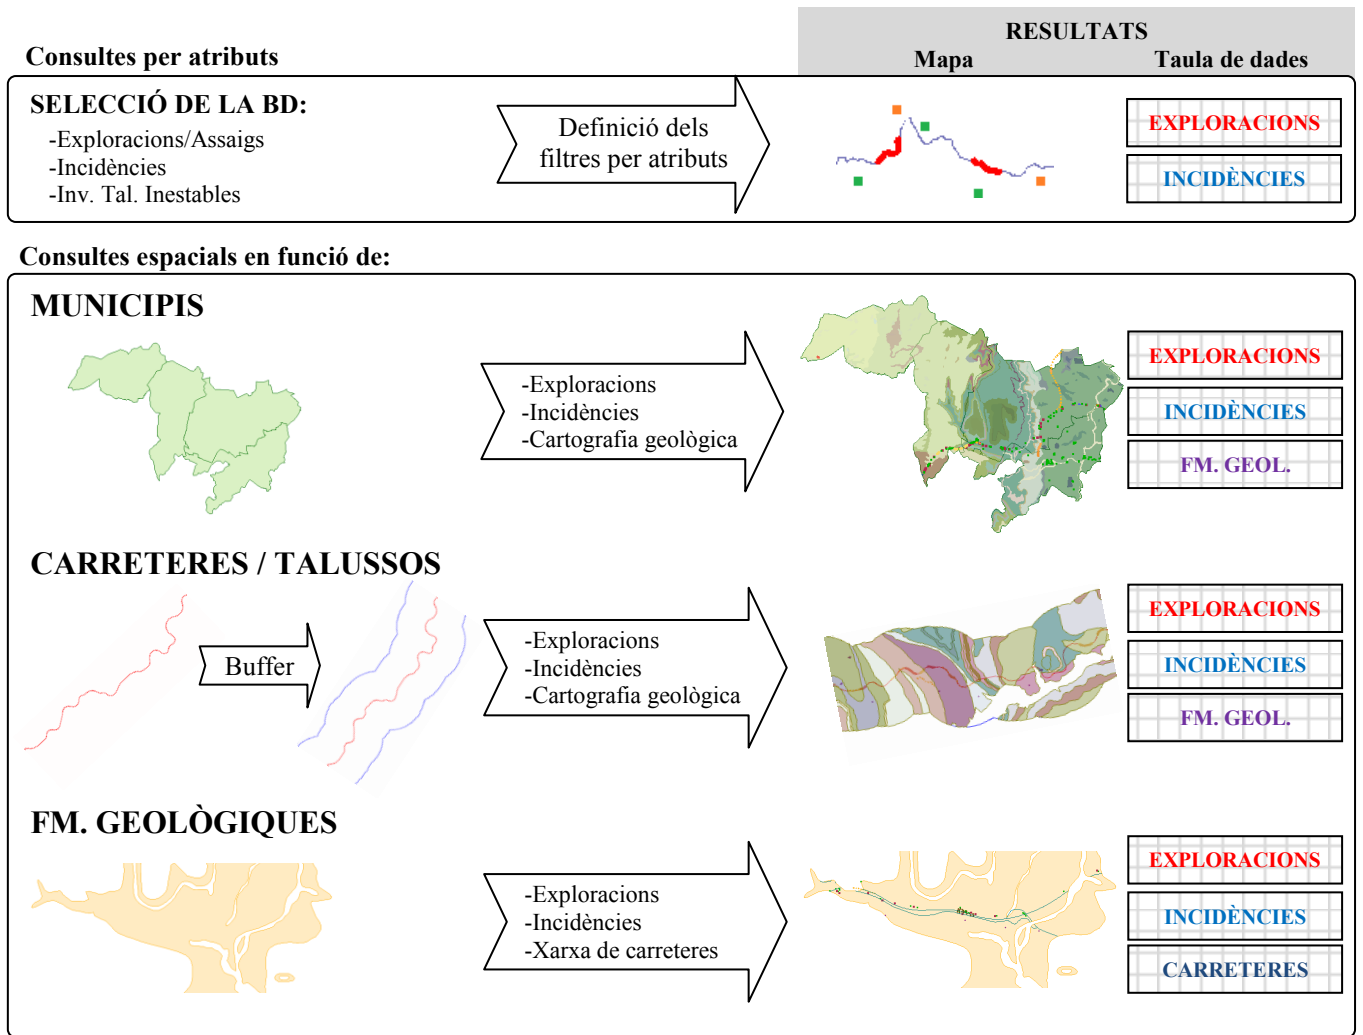 RESULTATS
Consultes per atributs
Mapa
Taula de dades
SELECCIÓ DE LA BD:
-Exploracions/Assaigs
-Incidències
-Inv. Tal. Inestables
Definició dels
filtres per atributs
EXPLORACIONS
INCIDÈNCIES
Consultes espacials en funció de:
MUNICIPIS
-Exploracions
-Incidències
-Cartografia geològica
EXPLORACIONS
INCIDÈNCIES
FM. GEOL.
CARRETERES / TALUSSOS
Buffer
-Exploracions
-Incidències
-Cartografia geològica
EXPLORACIONS
INCIDÈNCIES
FM. GEOL.
FM. GEOLÒGIQUES
-Exploracions
-Incidències
-Xarxa de carreteres
EXPLORACIONS
INCIDÈNCIES
CARRETERES